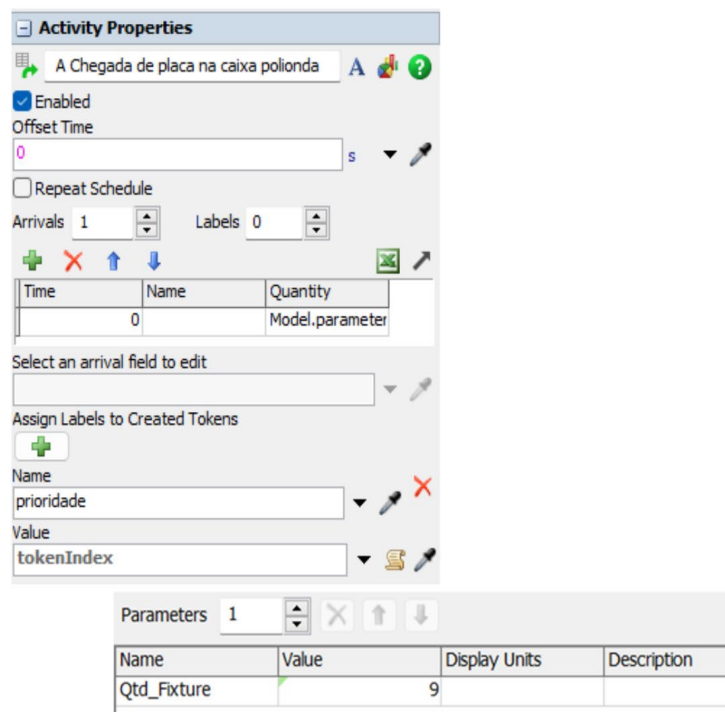 Activity Properties
A Chegada de placa na caixa polionda
Enabled
Offset Time
0 s
Repeat Schedule
Arrivals 1 Labels 0
Time Name Quantity
0 Model.parameter
Select an arrival field to edit
Assign Labels to Created Tokens
Name
prioridade
Value
tokenIndex
Parameters 1
Name Value Display Units Description
Qtd_Fixture 9